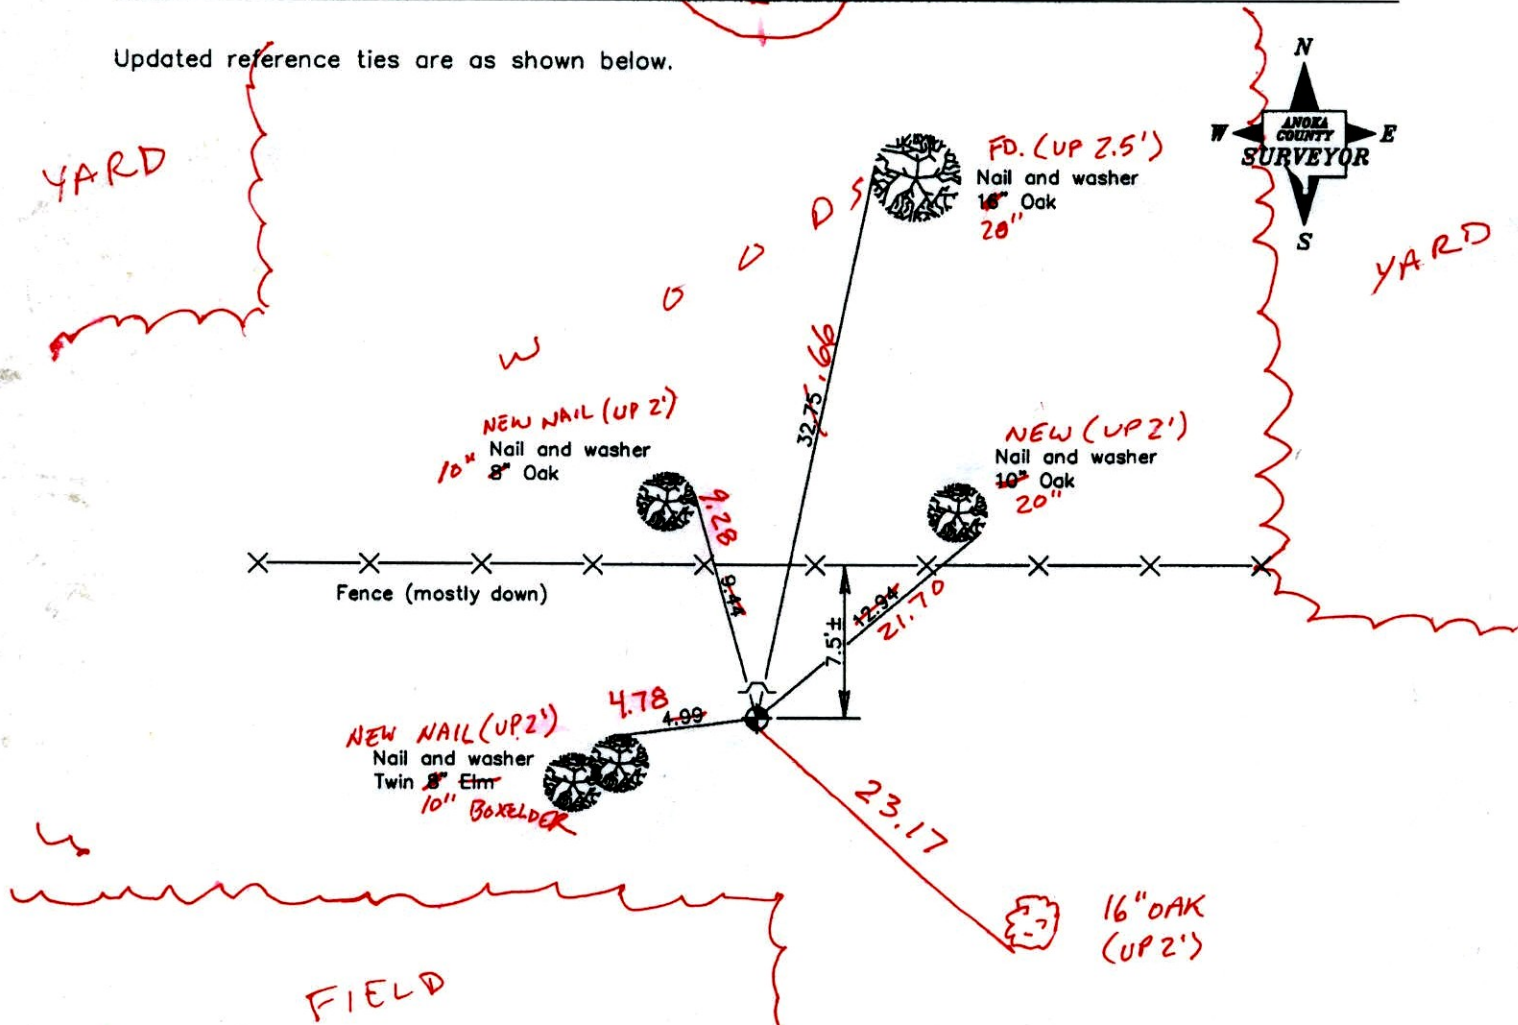 Updated reference ties are as shown below.
N
W
ANOKA
COUNTY
E
SURVEYOR
S
YARD
FD. (UP 2.5')
Nail and washer
16" Oak
20"
YARD
W O O D S
32.75
.66
NEW NAIL (UP 2')
Nail and washer
10" 8" Oak
9.28
9.44
NEW (UP 2')
Nail and washer
10" Oak
20"
Fence (mostly down)
12.94
21.70
7.5'±
4.78
4.99
NEW NAIL (UP 2')
Nail and washer
Twin 8" Elm
10" BOXELDER
23.17
16" OAK
(UP 2')
FIELD